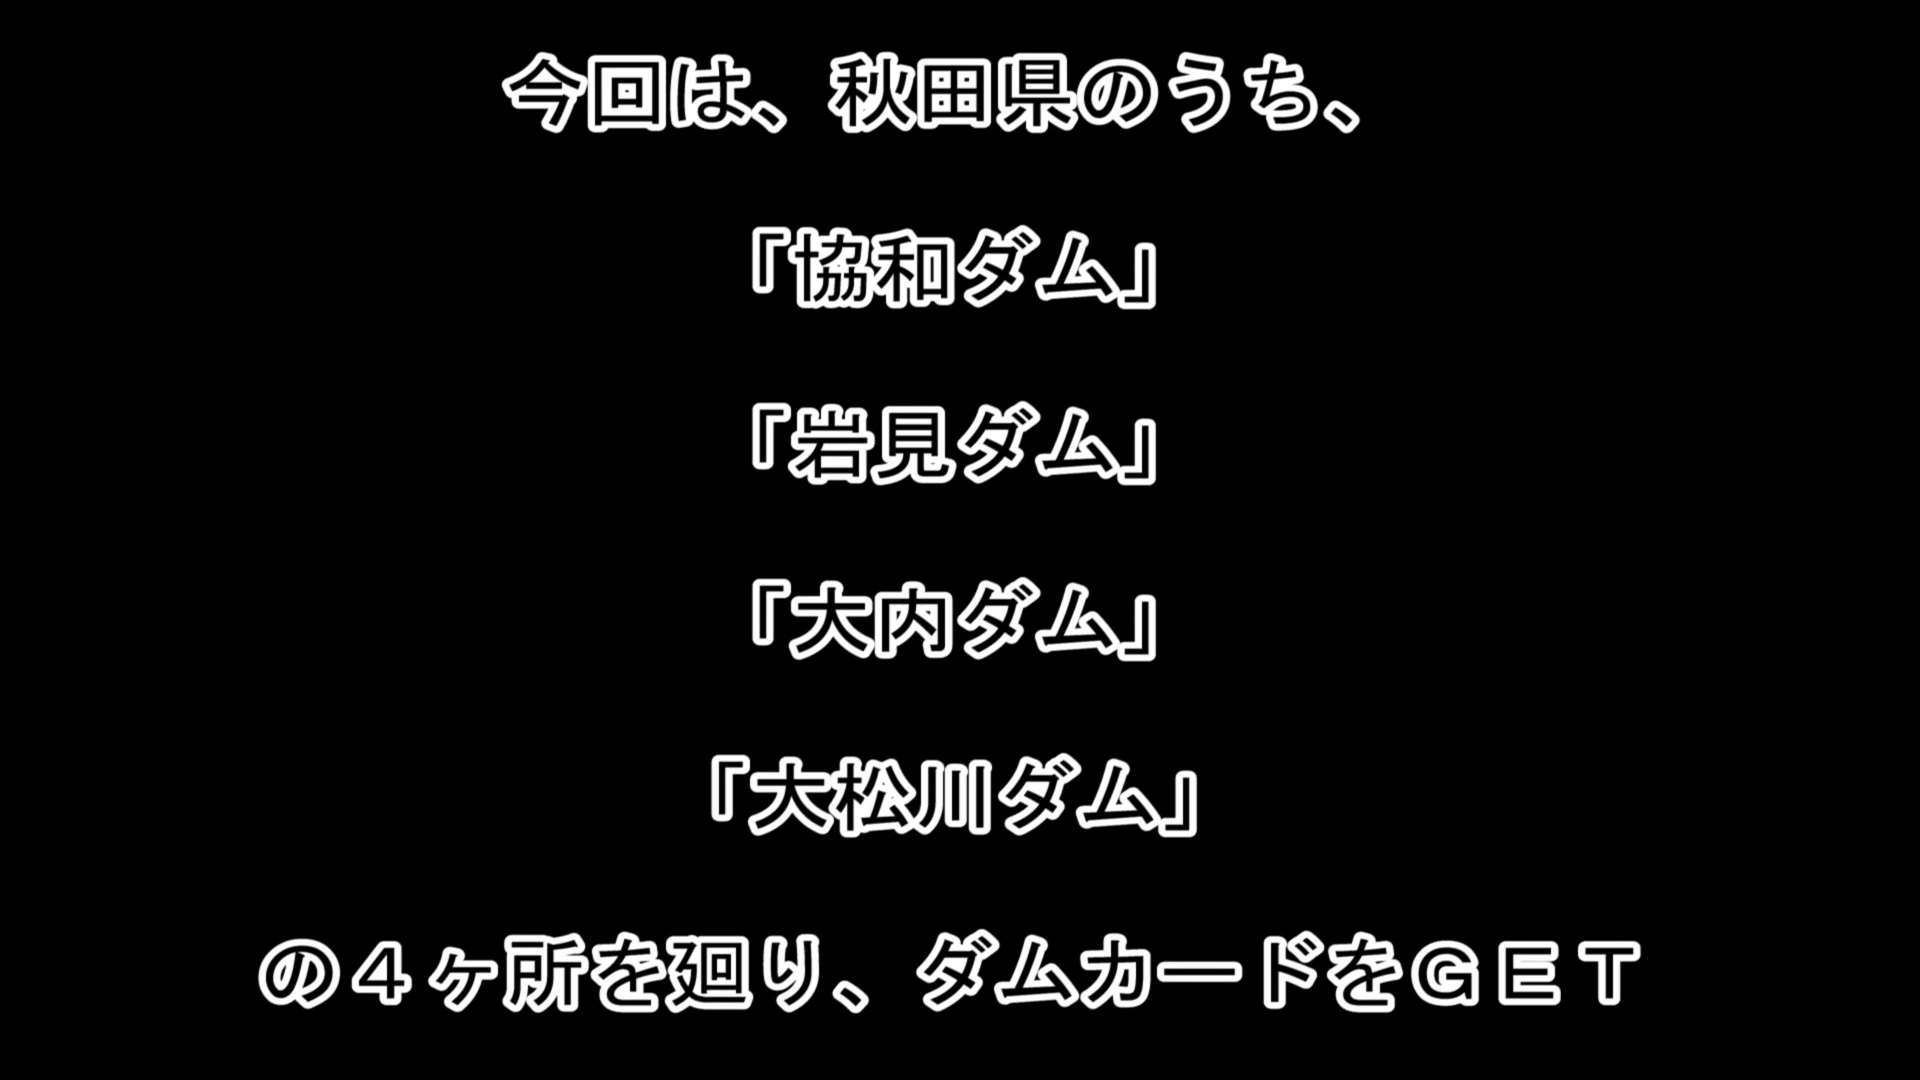 今回は、秋田県のうち、
「協和ダム」
「岩見ダム」
「大内ダム」
「大松川ダム」
の４ヶ所を廻り、ダムカードをＧＥＴ